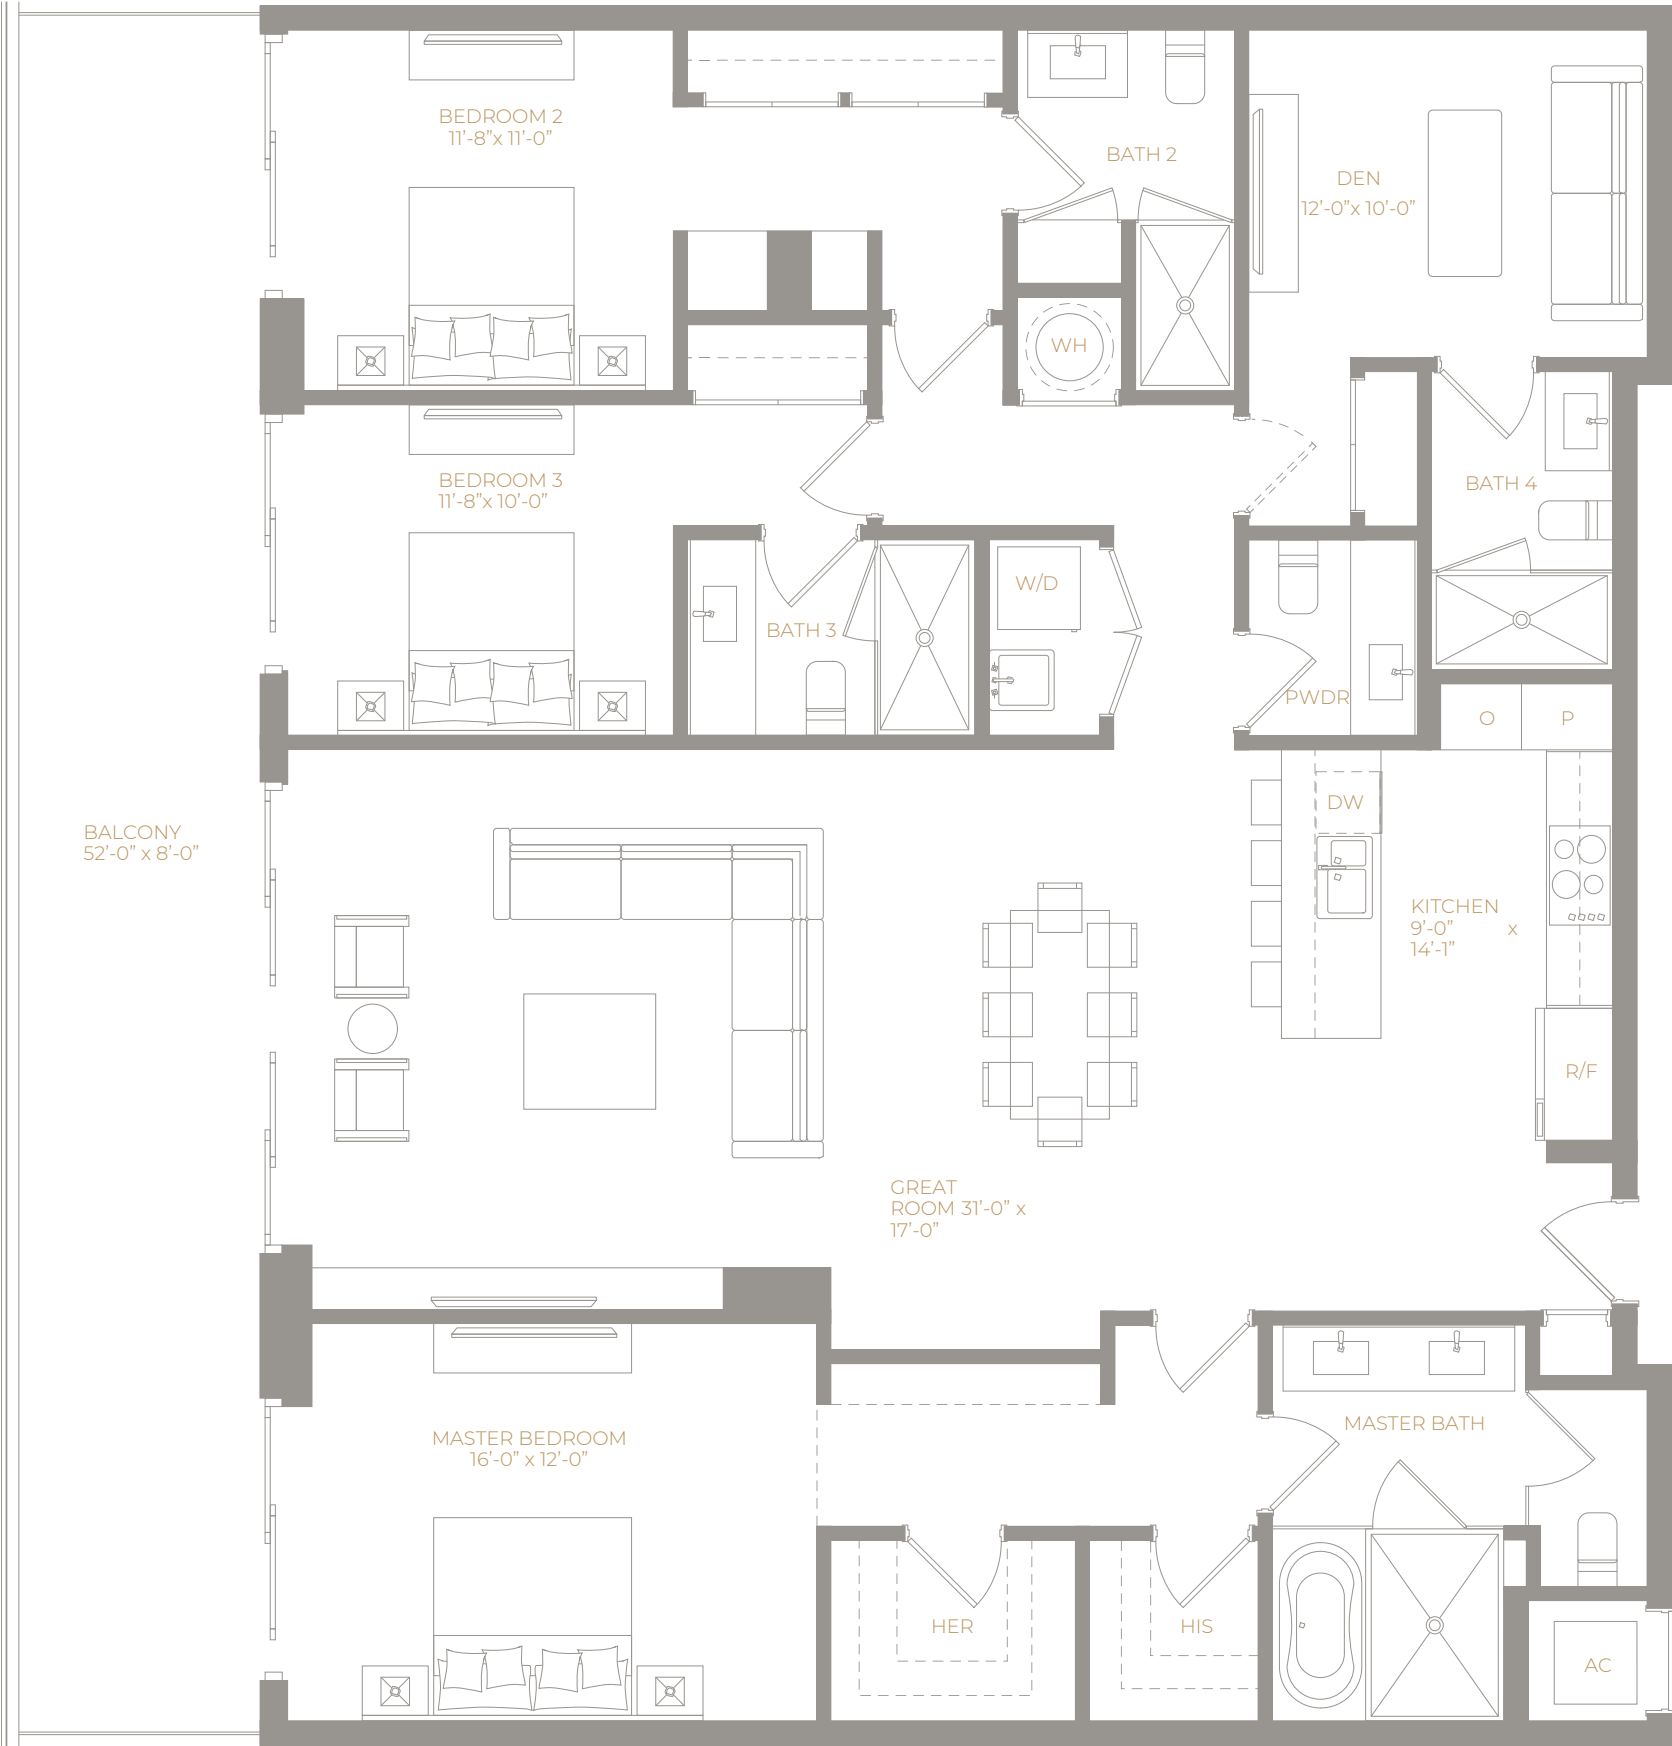 BEDROOM 2
11'-8"x 11'-0"
BATH 2
DEN
12'-0"x 10'-0"
WH
BEDROOM 3
11'-8"x 10'-0"
BATH 4
W/D
BATH 3
PWDR
O
P
DW
BALCONY
52'-0" x 8'-0"
KITCHEN
9'-0" x
14'-1"
R/F
GREAT
ROOM 31'-0" x
17'-0"
MASTER BEDROOM
16'-0" x 12'-0"
MASTER BATH
HER
HIS
AC